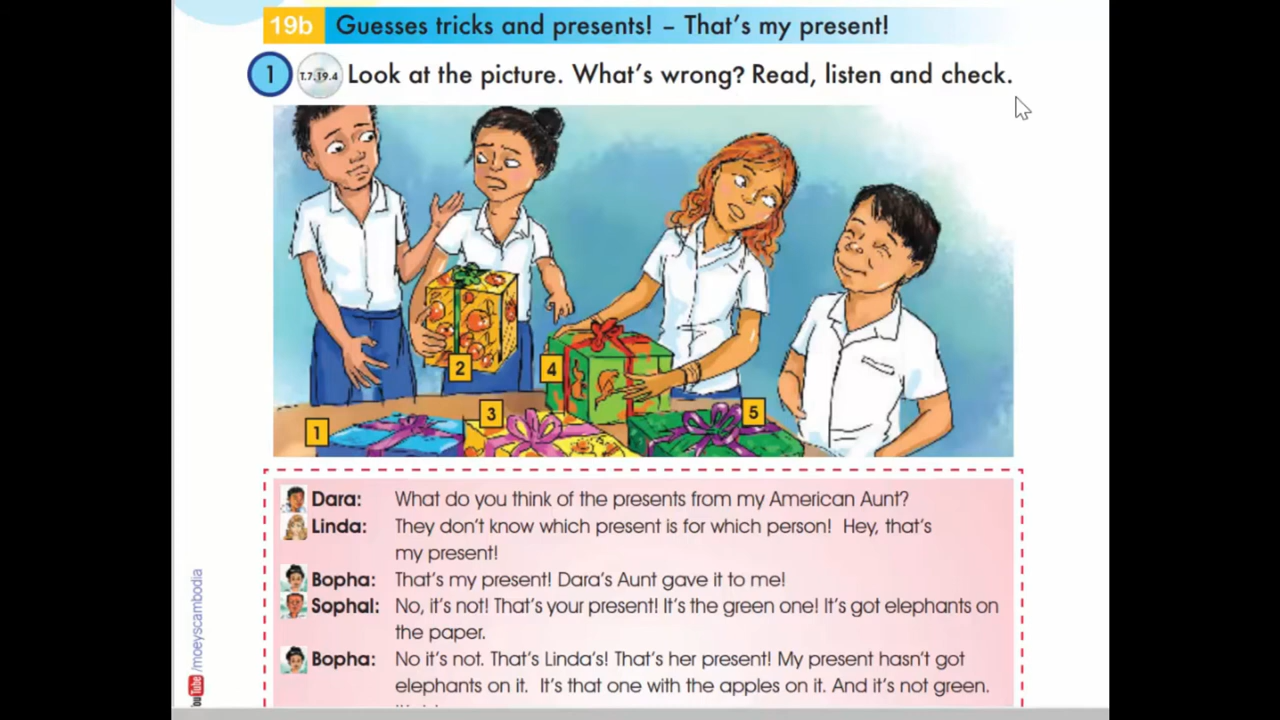 19b Guesses tricks and presents! – That's my present!
1 T.7.19.4 Look at the picture. What's wrong? Read, listen and check.
2
4
3
5
1
Dara: What do you think of the presents from my American Aunt?
Linda: They don't know which present is for which person! Hey, that's
my present!
Bopha: That's my present! Dara's Aunt gave it to me!
Sophal: No, it's not! That's your present! It's the green one! It's got elephants on
the paper.
Bopha: No it's not. That's Linda's! That's her present! My present hasn't got
elephants on it. It's that one with the apples on it. And it's not green.
ouTube /moeyscambodia